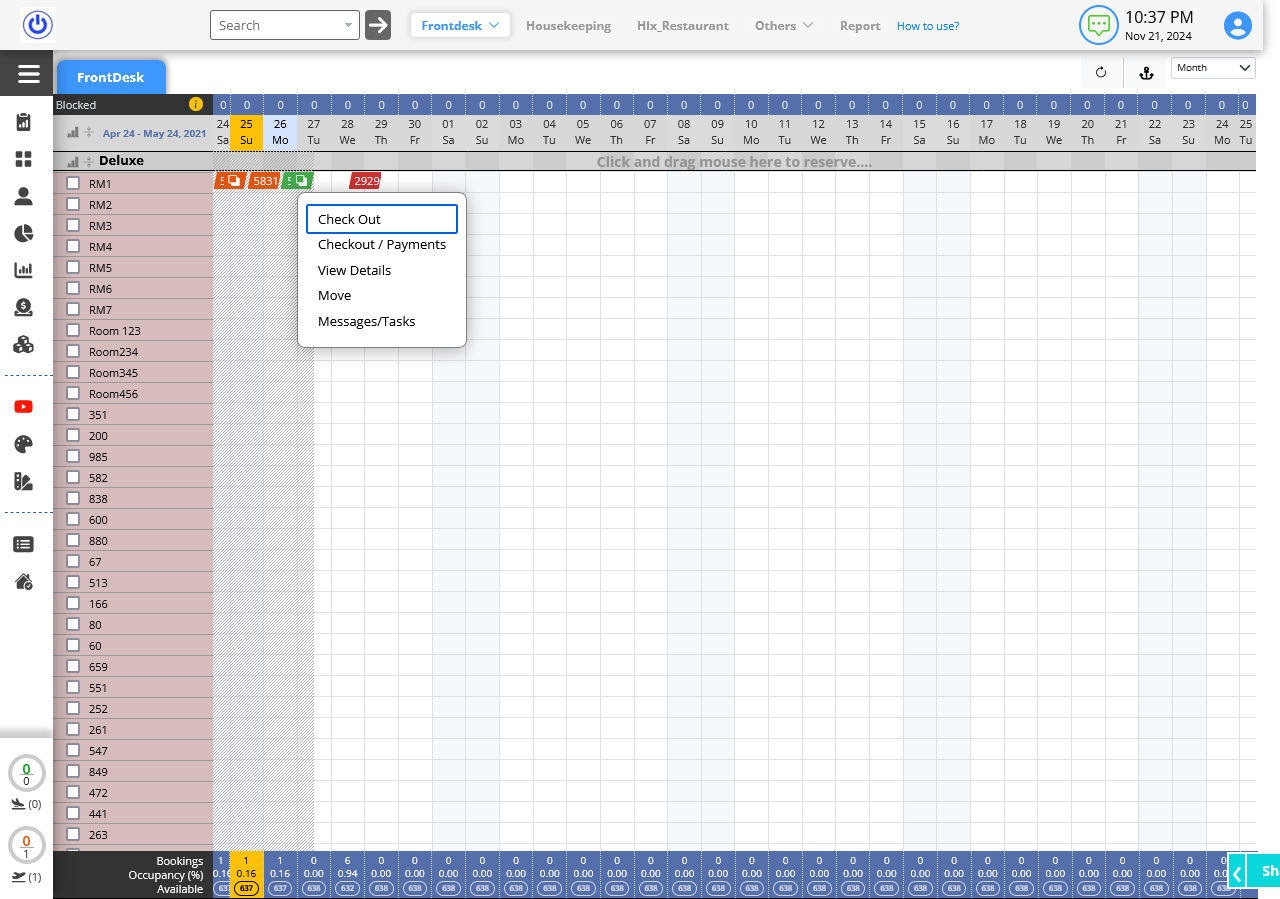 Search
Frontdesk
Housekeeping
Hlx_Restaurant
Others
Report
How to use?
10:37 PM
Nov 21, 2024
FrontDesk
Month
Blocked 0 0 0 0 0 0 0 0 0 0 0 0 0 0 0 0 0 0 0 0 0 0 0 0 0 0 0 0 0 0 0 0
Apr 24 - May 24, 2021
24 25 26 27 28 29 30 01 02 03 04 05 06 07 08 09 10 11 12 13 14 15 16 17 18 19 20 21 22 23 24 25
Sa Su Mo Tu We Th Fr Sa Su Mo Tu We Th Fr Sa Su Mo Tu We Th Fr Sa Su Mo Tu We Th Fr Sa Su Mo Tu
Deluxe Click and drag mouse here to reserve....
RM1 5831 2929
RM2
RM3
RM4
RM5
RM6
RM7
Room 123
Room234
Room345
Room456
351
200
985
582
838
600
880
67
513
166
80
60
659
551
252
261
547
849
472
441
263
Check Out
Checkout / Payments
View Details
Move
Messages/Tasks
0
0
(0)
0
1
(1)
Bookings 1 1 1 0 6 0 0 0 0 0 0 0 0 0 0 0 0 0 0 0 0 0 0 0 0 0 0 0 0 0 0
Occupancy (%) 0.16 0.16 0.16 0.00 0.94 0.00 0.00 0.00 0.00 0.00 0.00 0.00 0.00 0.00 0.00 0.00 0.00 0.00 0.00 0.00 0.00 0.00 0.00 0.00 0.00 0.00 0.00 0.00 0.00 0.00
Available 637 637 638 632 638 638 638 638 638 638 638 638 638 638 638 638 638 638 638 638 638 638 638 638 638 638 638 638 638
Sh